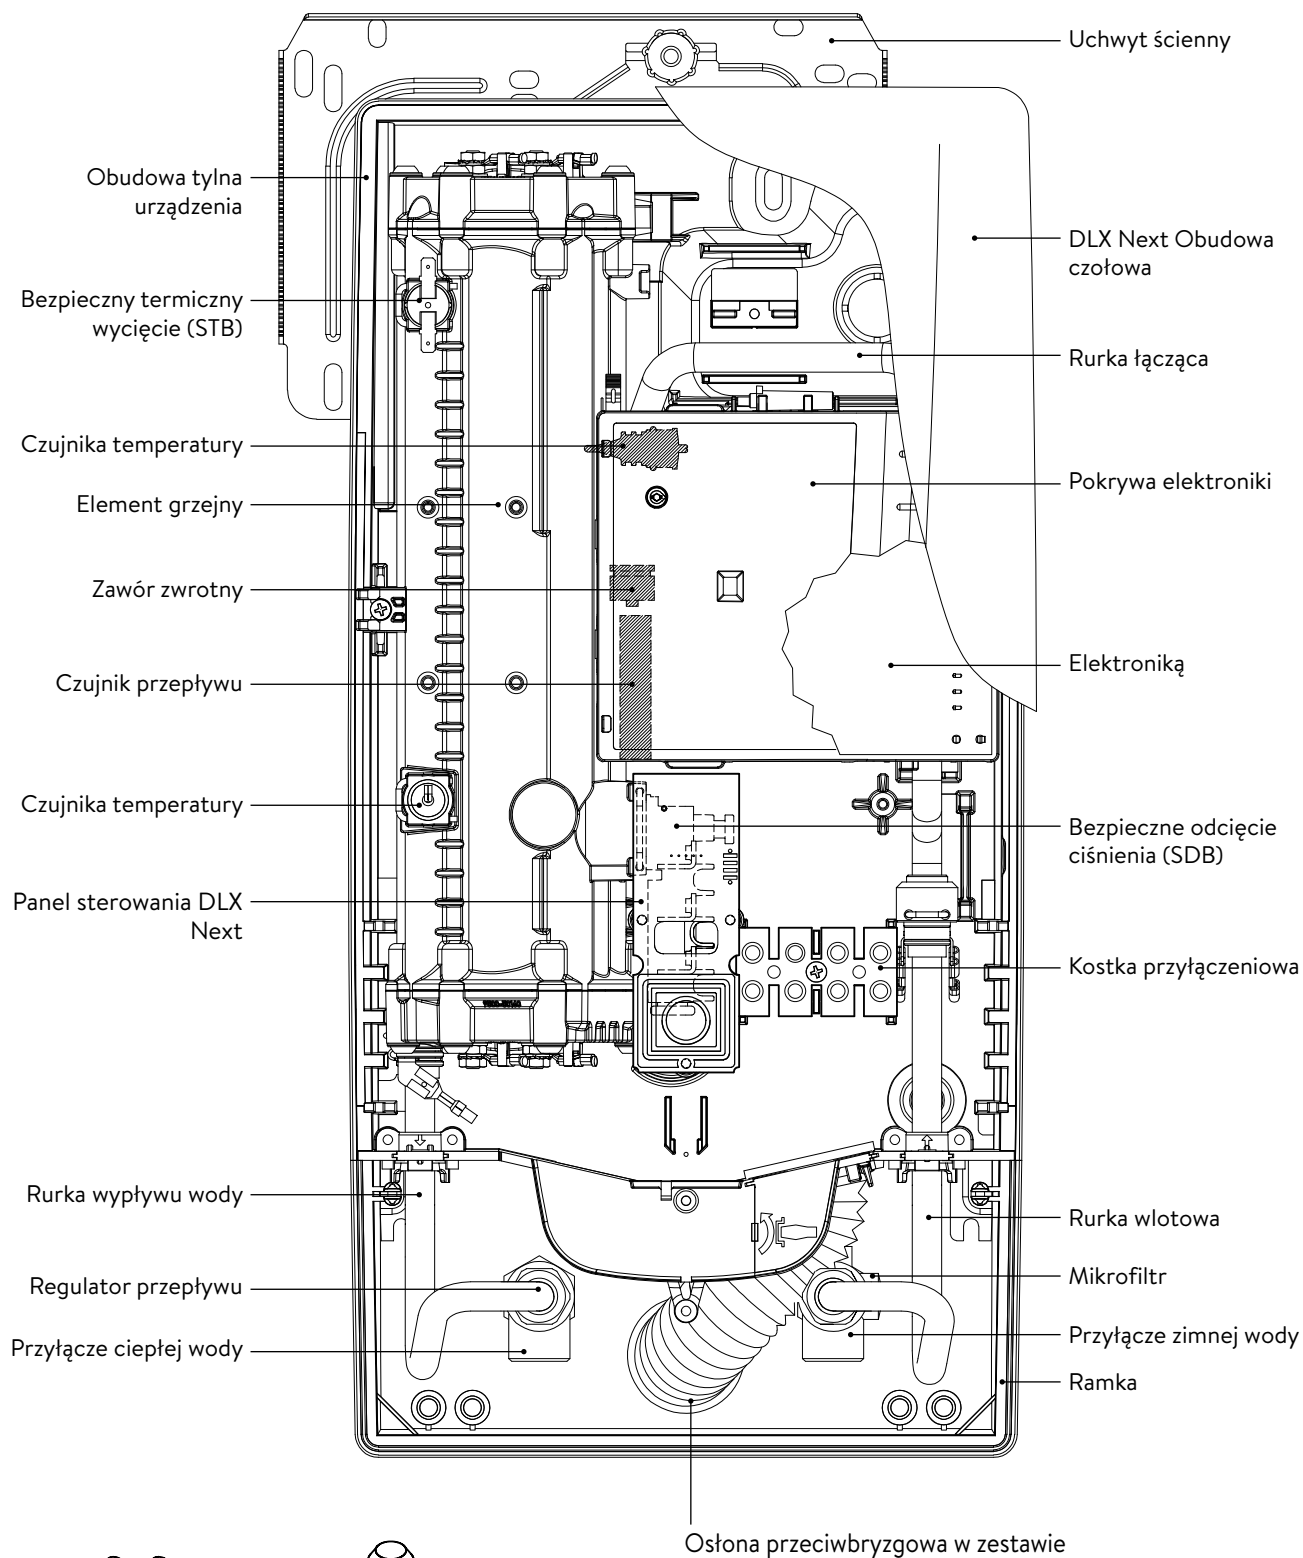 Uchwyt ścienny
Obudowa tylna
urządzenia
DLX Next Obudowa
czołowa
Bezpieczny termiczny
wycięcie (STB)
Rurka łącząca
Czujnika temperatury
Pokrywa elektroniki
Element grzejny
Zawór zwrotny
Elektroniką
Czujnik przepływu
Czujnika temperatury
Bezpieczne odcięcie
ciśnienia (SDB)
Panel sterowania DLX
Next
Kostka przyłączeniowa
Rurka wypływu wody
Rurka wlotowa
Regulator przepływu
Mikrofiltr
Przyłącze ciepłej wody
Przyłącze zimnej wody
Ramka
Osłona przeciwbryzgowa w zestawie